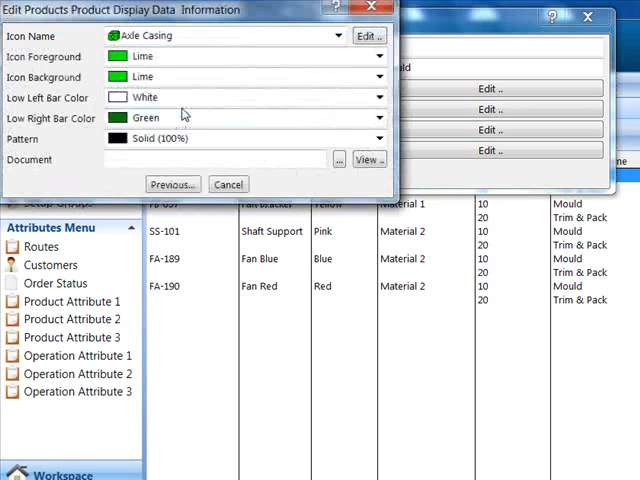 Edit Products Product Display Data Information
Icon Name Axle Casing Edit ..
Icon Foreground Lime
Icon Background Lime
Low Left Bar Color White
Low Right Bar Color Green
Pattern Solid (100%)
Document ... View ..
Previous... Cancel
Edit ..
Edit ..
Edit ..
Edit ..
Material 1 10 Mould
20 Trim & Pack
SS-101 Shaft Support Pink Material 2 10 Mould
20 Trim & Pack
FA-189 Fan Blue Blue Material 2 10 Mould
20 Trim & Pack
FA-190 Fan Red Red Material 2 10 Mould
20 Trim & Pack
Attributes Menu
Routes
Customers
Order Status
Product Attribute 1
Product Attribute 2
Product Attribute 3
Operation Attribute 1
Operation Attribute 2
Operation Attribute 3
Workspace